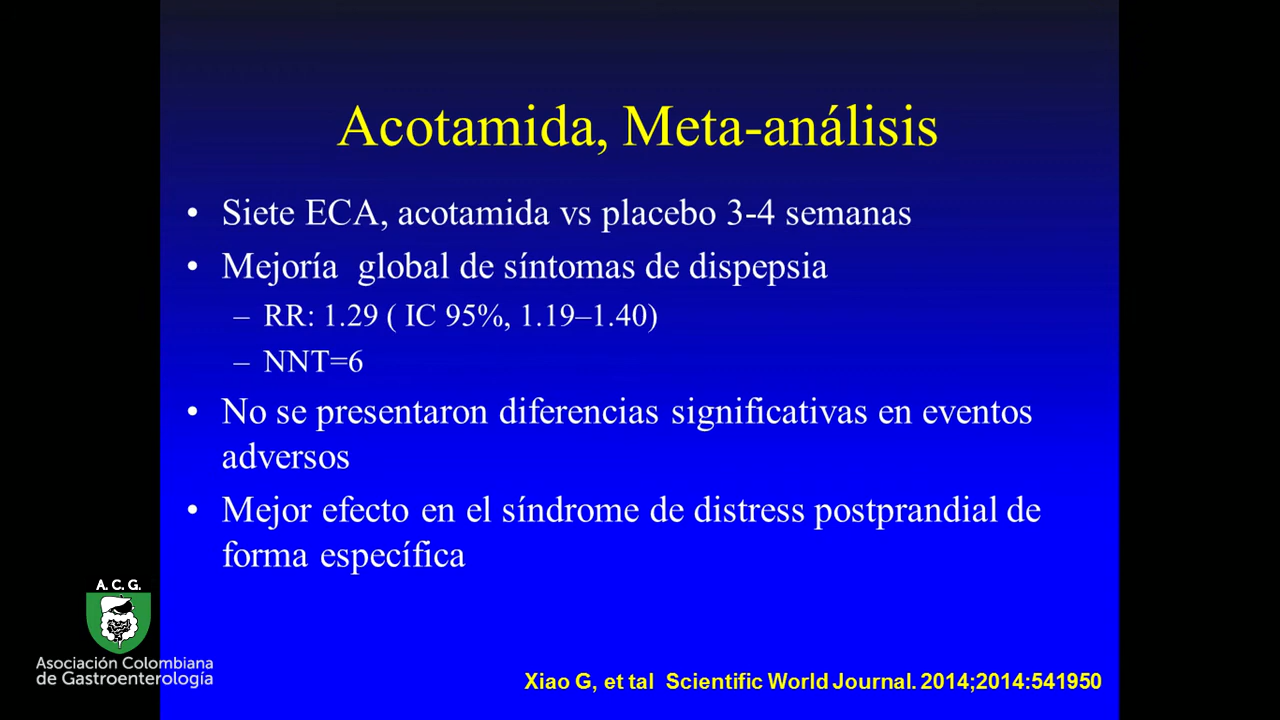 Acotamida, Meta-análisis
• Siete ECA, acotamida vs placebo 3-4 semanas
• Mejoría global de síntomas de dispepsia
– RR: 1.29 ( IC 95%, 1.19–1.40)
– NNT=6
• No se presentaron diferencias significativas en eventos
adversos
• Mejor efecto en el síndrome de distress postprandial de
forma específica
A. C. G.
Asociación Colombiana
de Gastroenterología
Xiao G, et tal Scientific World Journal. 2014;2014:541950